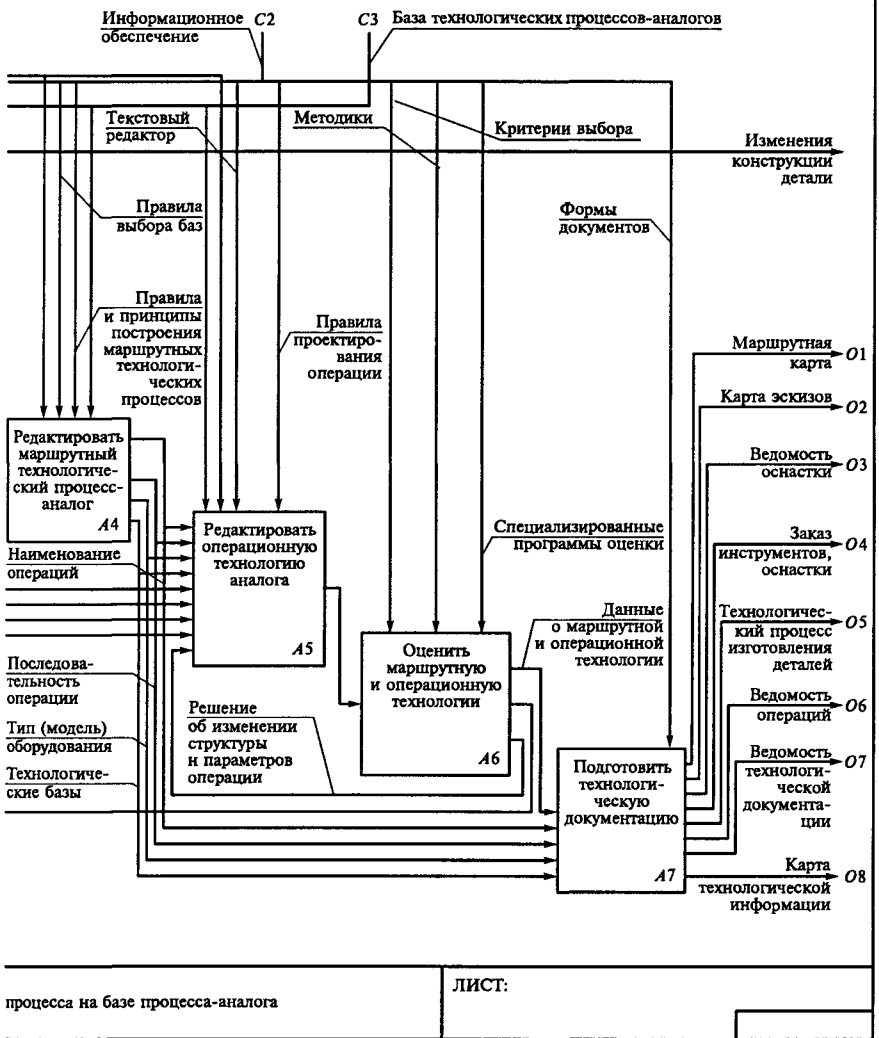 Информационное
обеспечение
C2
C3
База технологических процессов-аналогов
Текстовый
редактор
Методики
Критерии выбора
Изменения
конструкции
детали
Правила
выбора баз
Формы
документов
Правила
и принципы
построения
маршрутных
технологи-
ческих
процессов
Правила
проектиро-
вания
операции
Маршрутная
карта
O1
Карта эскизов
O2
Ведомость
оснастки
O3
Редактировать
маршрутный
технологиче-
ский процесс-
аналог
A4
Редактировать
операционную
технологию
аналога
A5
Специализированные
программы оценки
Заказ
инструментов,
оснастки
O4
Наименование
операций
Данные
о маршрутной
и операционной
технологии
Технологичес-
кий процесс
изготовления
деталей
O5
Оценить
маршрутную
и операционную
технологии
A6
Последова-
тельность
операции
Решение
об изменении
структуры
н параметров
операции
Ведомость
операций
O6
Тип (модель)
оборудования
Ведомость
технологи-
ческой
документа-
ции
O7
Технологиче-
ские базы
Подготовить
технологи-
ческую
документацию
A7
Карта
технологической
информации
O8
процесса на базе процесса-аналога
ЛИСТ: